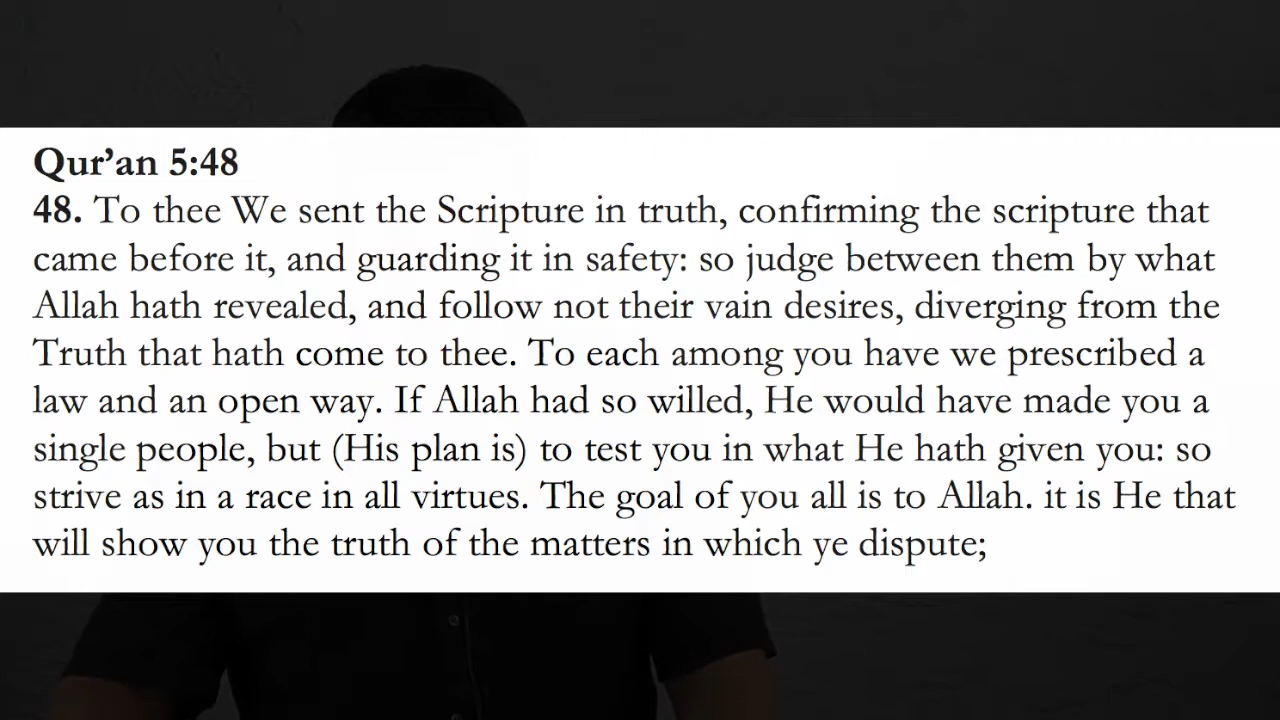 Qur’an 5:48
48. To thee We sent the Scripture in truth, confirming the scripture that
came before it, and guarding it in safety: so judge between them by what
Allah hath revealed, and follow not their vain desires, diverging from the
Truth that hath come to thee. To each among you have we prescribed a
law and an open way. If Allah had so willed, He would have made you a
single people, but (His plan is) to test you in what He hath given you: so
strive as in a race in all virtues. The goal of you all is to Allah. it is He that
will show you the truth of the matters in which ye dispute;